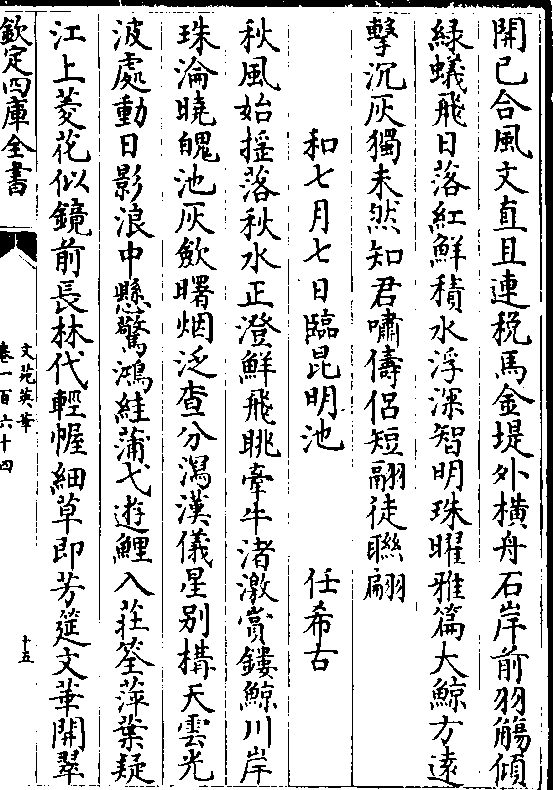 開已合風文直且連稅馬金堤外横舟石岸前羽觴傾
緑蟻飛日落紅鮮積水浮深智明珠曜雅篇大鯨方遠
擊沉灰獨未然知君嘯儔侣短翮徒聯翩
和七月七日臨昆明池 任希古
秋風始揺落秋水正澄鮮飛眺牽牛渚激賞鏤鯨川岸
珠淪曉魄池灰歛曙烟泛查分瀉漢儀星别構天雲光
波處動日影浪中懸驚鴻絓蒲弋遊鯉入莊筌萍葉疑
江上菱花似鏡前長林代輕幄細草即芳筵文華開翠
欽定四庫全書
文苑英華
卷一百六十四
十五